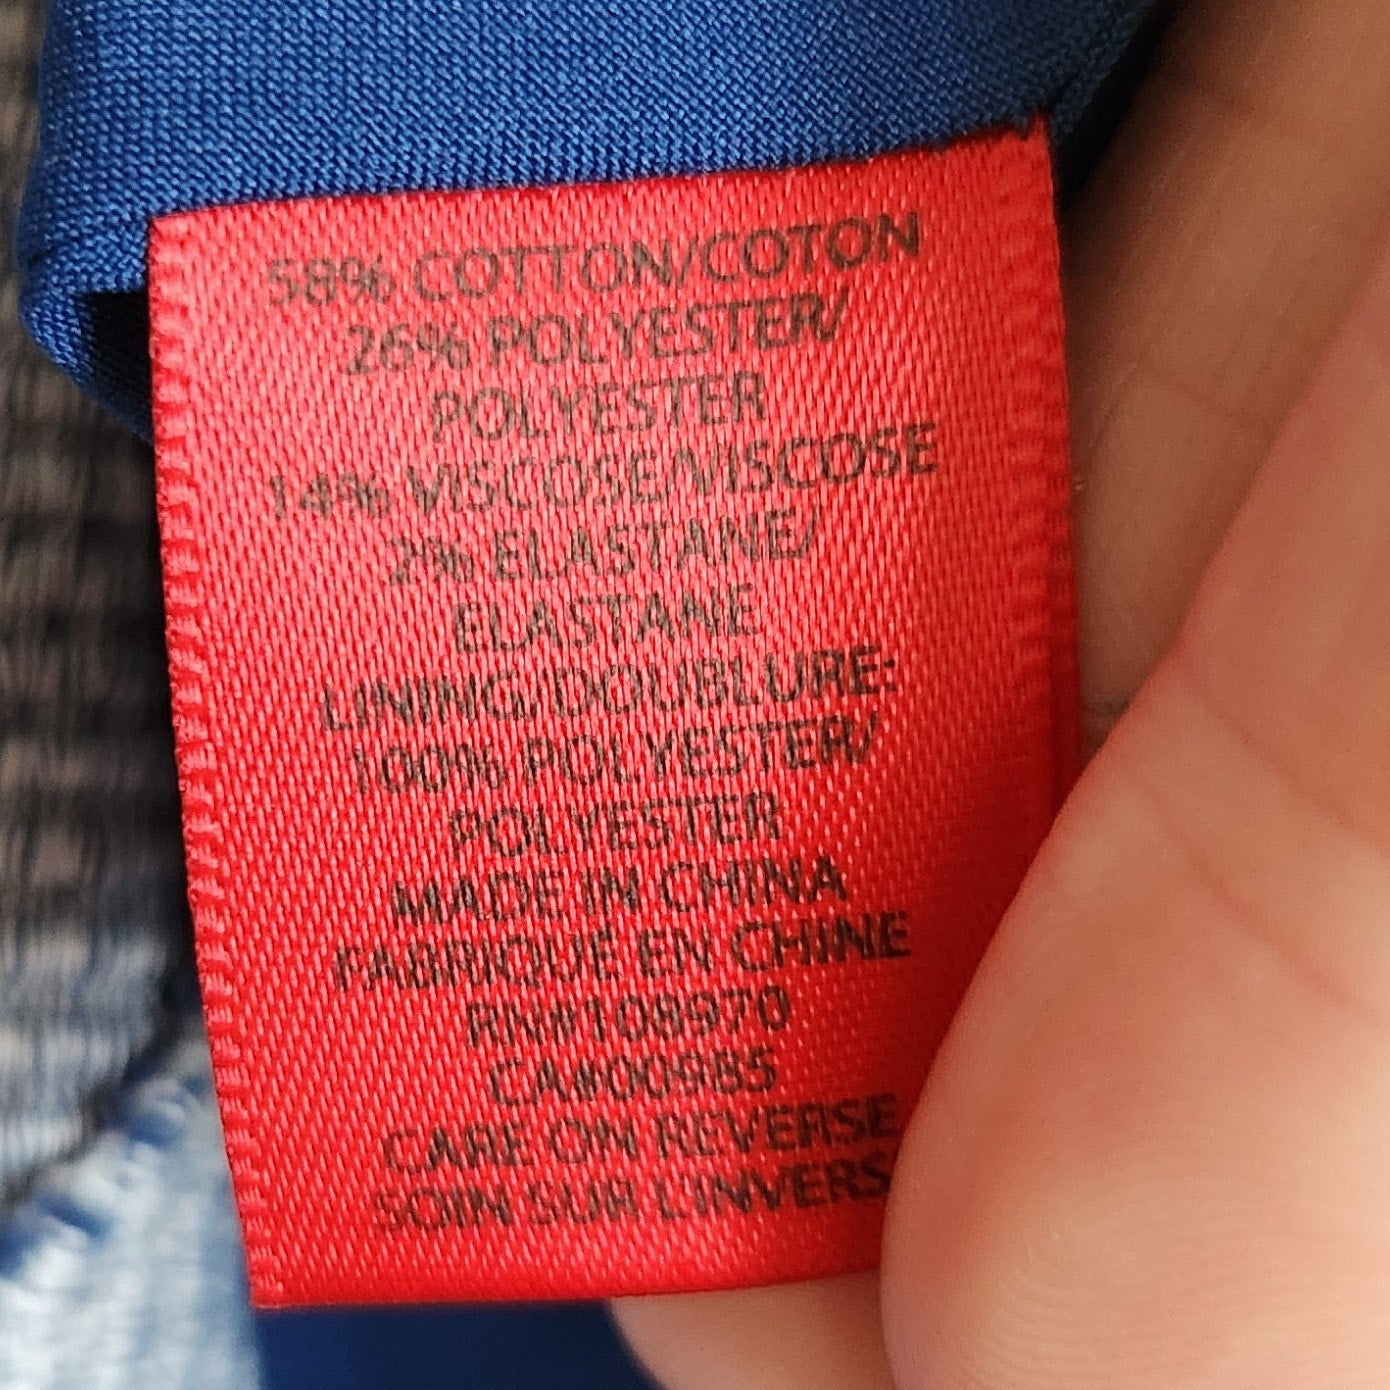 58% COTTON/COTON
26% POLYESTER/
POLYESTER
14% VISCOSE/VISCOSE
2% ELASTANE/
ELASTANE
LINING/DOUBLURE:
100% POLYESTER/
POLYESTER
MADE IN CHINA
FABRIQUE EN CHINE
RN#108970
CA#00985
CARE ON REVERSE
SOIN SUR L'INVERS